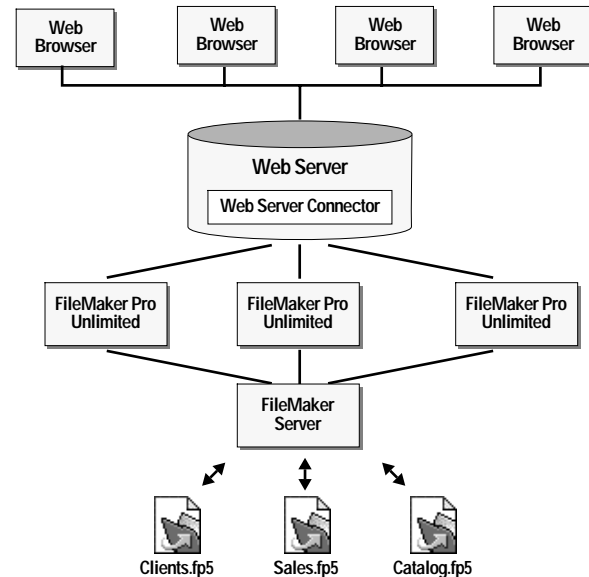 Web
Browser
Web
Browser
Web
Browser
Web
Browser
Web Server
Web Server Connector
FileMaker Pro
Unlimited
FileMaker Pro
Unlimited
FileMaker Pro
Unlimited
FileMaker
Server
Clients.fp5
Sales.fp5
Catalog.fp5